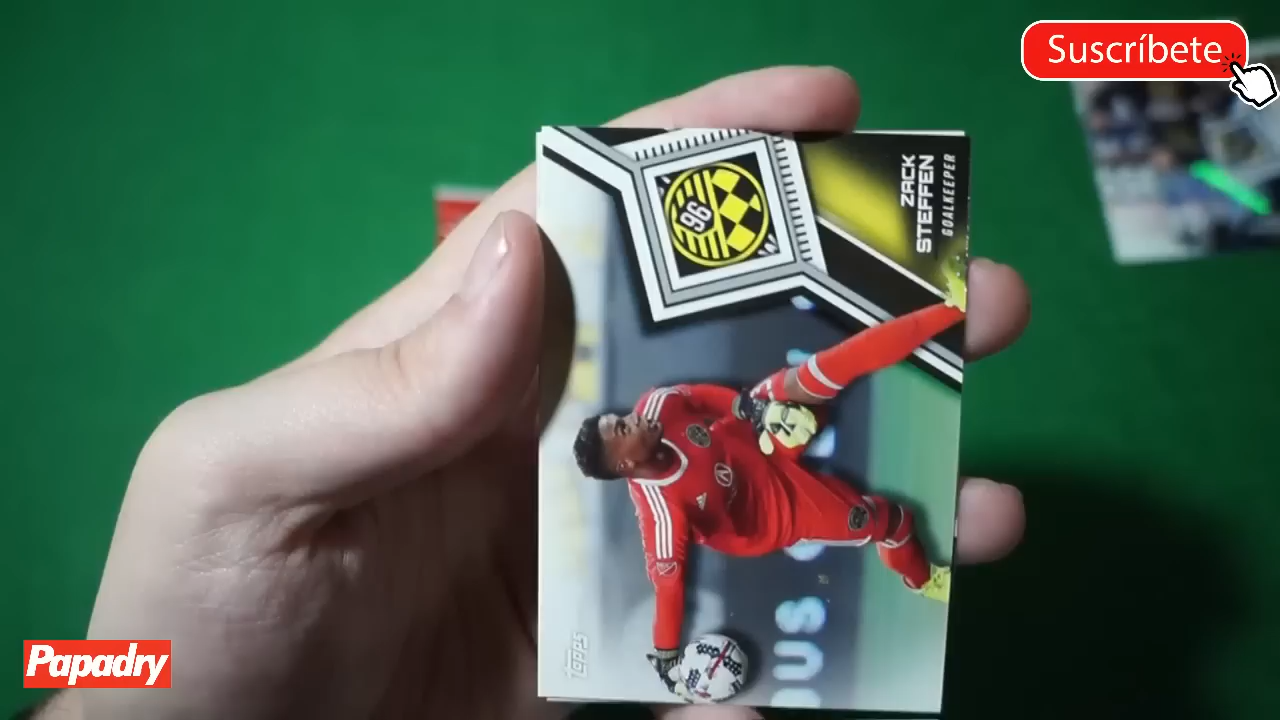 Suscríbete
ZACK
STEFFEN
GOALKEEPER
96
Topps
Papadry